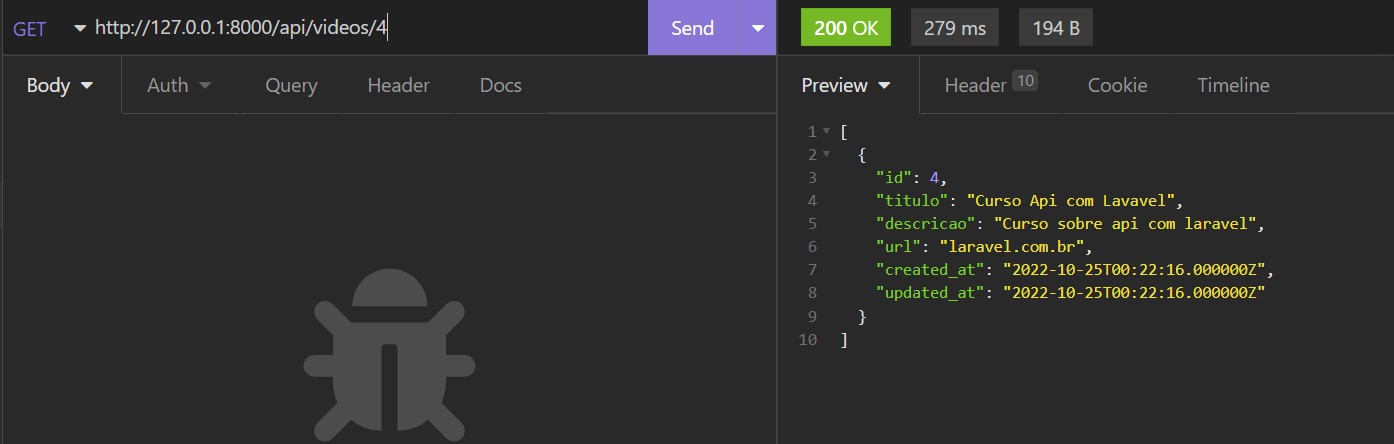 GET http://127.0.0.1:8000/api/videos/4 Send
200 OK 279 ms 194 B
Body Auth Query Header Docs
Preview Header 10 Cookie Timeline
1 [
2 {
3 "id": 4,
4 "titulo": "Curso Api com Lavavel",
5 "descricao": "Curso sobre api com laravel",
6 "url": "laravel.com.br",
7 "created_at": "2022-10-25T00:22:16.000000Z",
8 "updated_at": "2022-10-25T00:22:16.000000Z"
9 }
10 ]